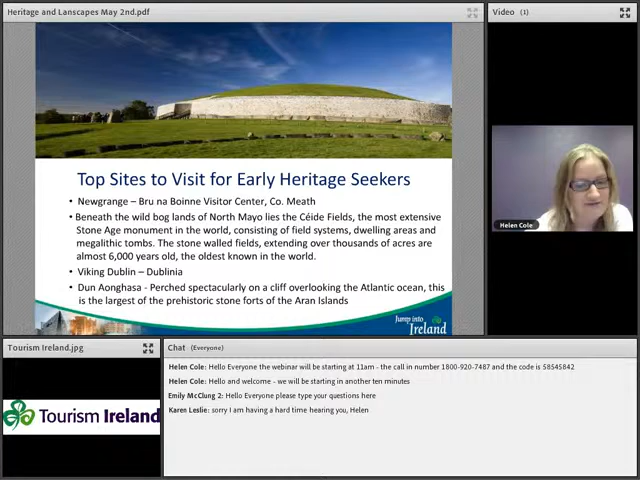 Heritage and Lanscapes May 2nd.pdf
Video (1)
Top Sites to Visit for Early Heritage Seekers
• Newgrange – Bru na Boinne Visitor Center, Co. Meath
• Beneath the wild bog lands of North Mayo lies the Céide Fields, the most extensive
Stone Age monument in the world, consisting of field systems, dwelling areas and
megalithic tombs. The stone walled fields, extending over thousands of acres are
almost 6,000 years old, the oldest known in the world.
• Viking Dublin – Dublinia
• Dun Aonghasa - Perched spectacularly on a cliff overlooking the Atlantic ocean, this
is the largest of the prehistoric stone forts of the Aran Islands
Jump into
Ireland
Helen Cole
Tourism Ireland.jpg
Tourism Ireland
Chat (Everyone)
Helen Cole: Hello Everyone the webinar will be starting at 11am - the call in number 1800-920-7487 and the code is 58545842
Helen Cole: Hello and welcome - we will be starting in another ten minutes
Emily McClung 2: Hello Everyone please type your questions here
Karen Leslie: sorry I am having a hard time hearing you, Helen